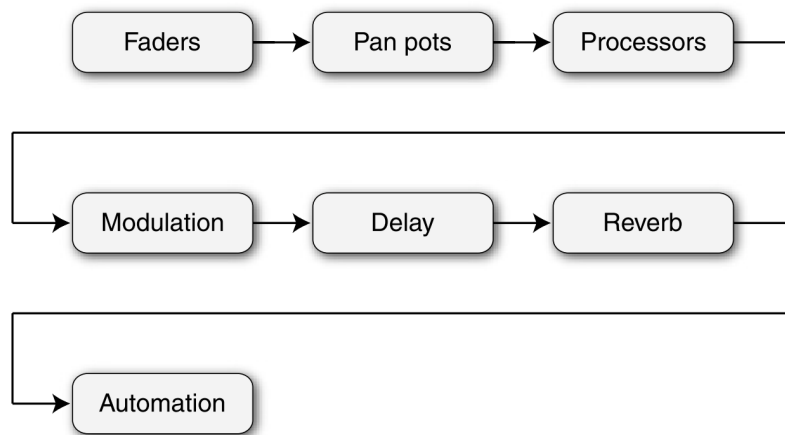 Faders
Pan pots
Processors
Modulation
Delay
Reverb
Automation